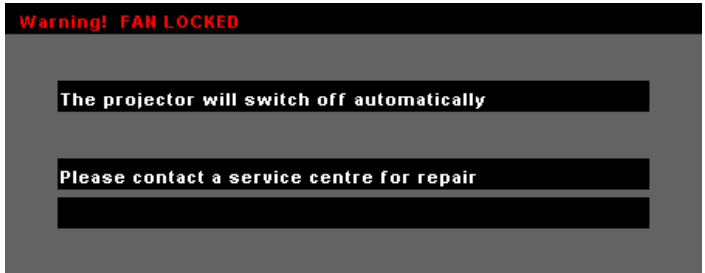 Warning! FAN LOCKED
The projector will switch off automatically
Please contact a service centre for repair